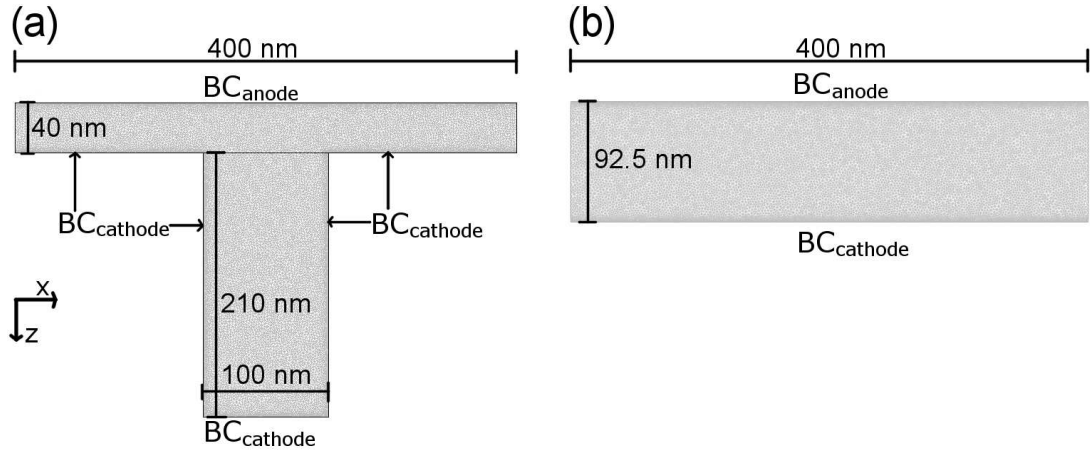 (a)
400 nm
BCanode
40 nm
BCcathode
BCcathode
x
z
210 nm
100 nm
BCcathode
(b)
400 nm
BCanode
92.5 nm
BCcathode